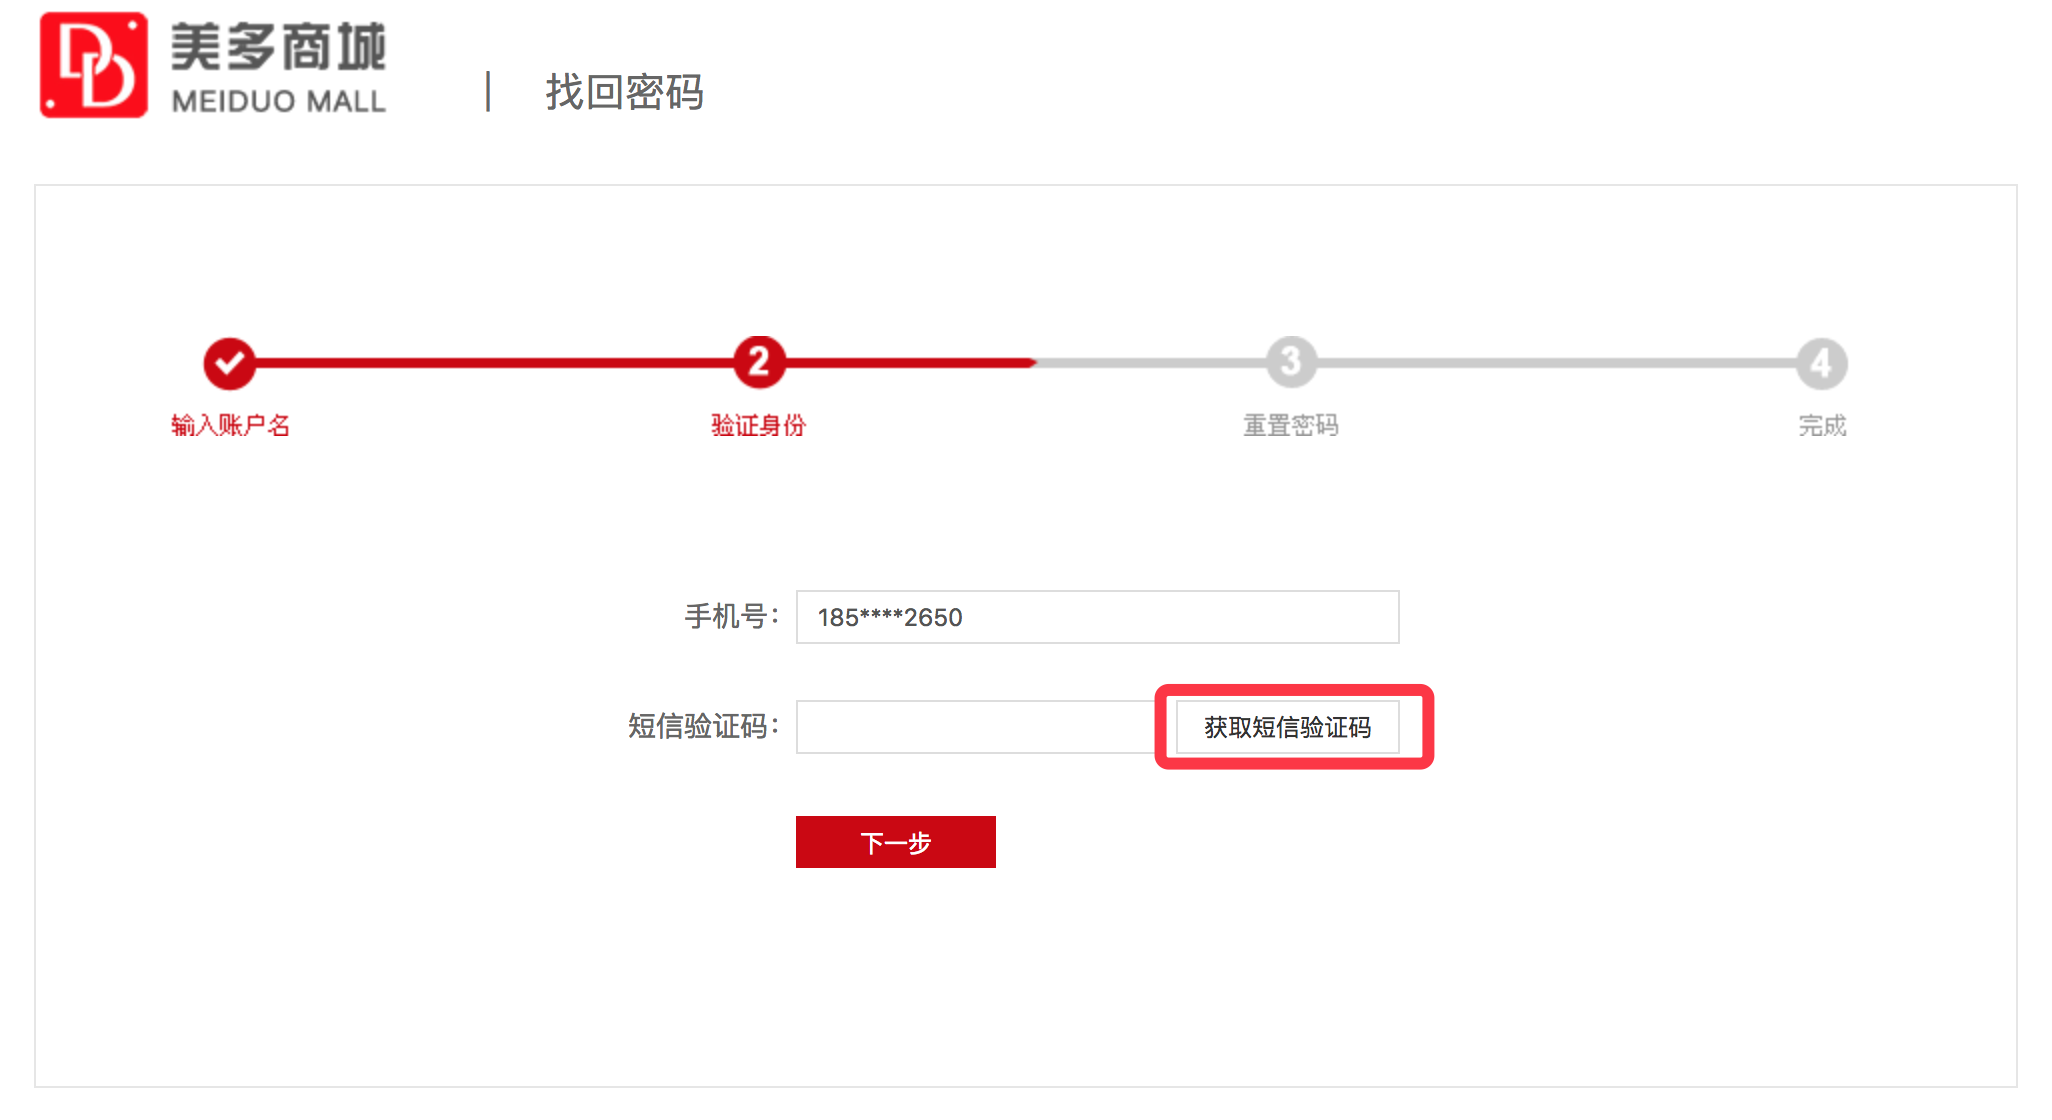 美多商城
MEIDUO MALL
| 找回密码
2
3
4
输入账户名
验证身份
重置密码
完成
手机号：
185****2650
短信验证码：
获取短信验证码
下一步